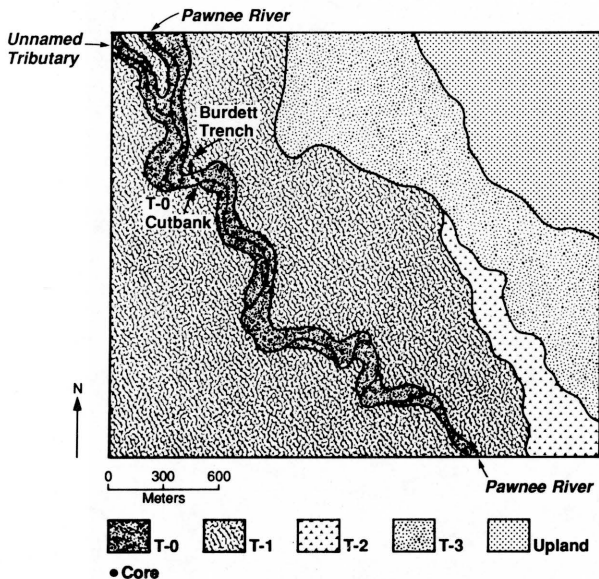 Pawnee River
Unnamed
Tributary
Burdett
Trench
T-0
Cutbank
N
0 300 600
Meters
Pawnee River
T-0 T-1 T-2 T-3 Upland
Core